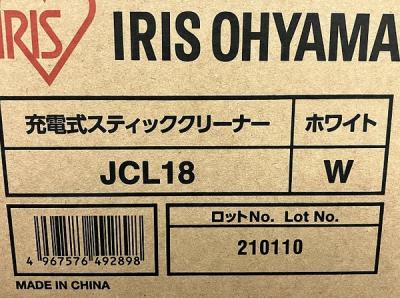 IRIS IRIS OHYAMA
充電式スティッククリーナー ホワイト
JCL18 W
ロットNo. Lot No.
4 967576 492898 210110
MADE IN CHINA